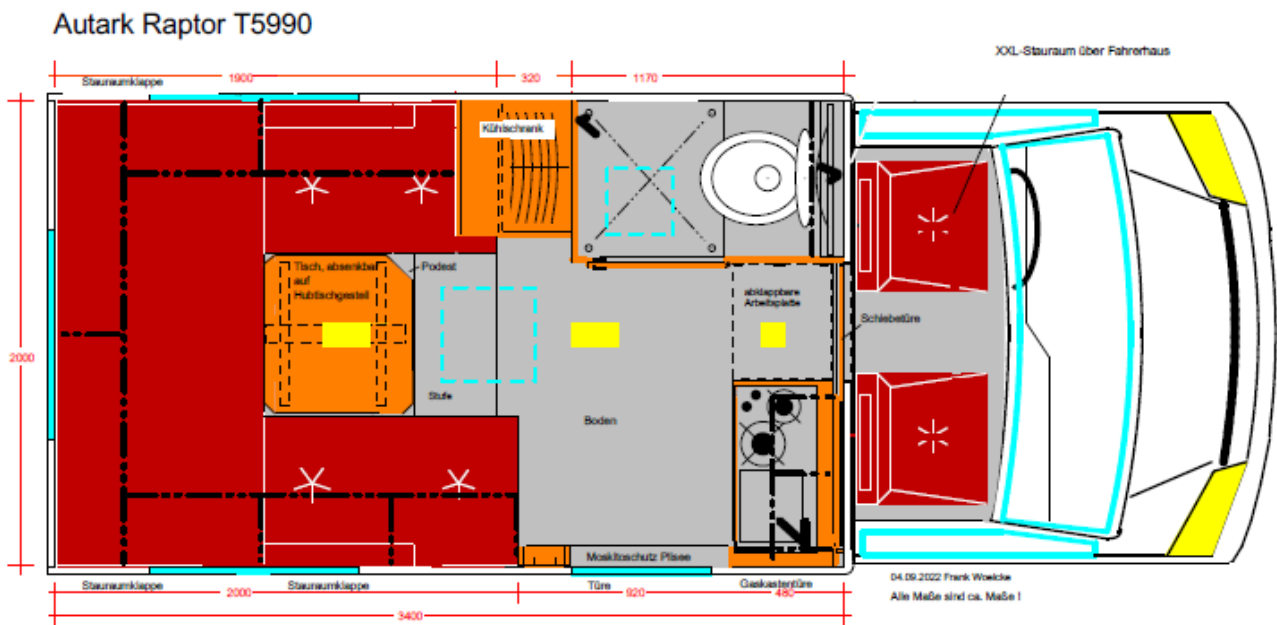 Autark Raptor T5990
XXL-Stauraum über Fahrerhaus
Stauraumklappe
1900
320
1170
Kühlschrank
Tisch, absenkbar
auf
Hubtischgestell
Podest
abklappbare
Arbeitsplatte
Schiebetüre
2000
Stufe
Boden
Moskitoschutz Plisee
Stauraumklappe
Stauraumklappe
Türe
Gaskastentüre
2000
920
480
3400
04.09.2022 Frank Woelcke
Alle Maße sind ca. Maße !